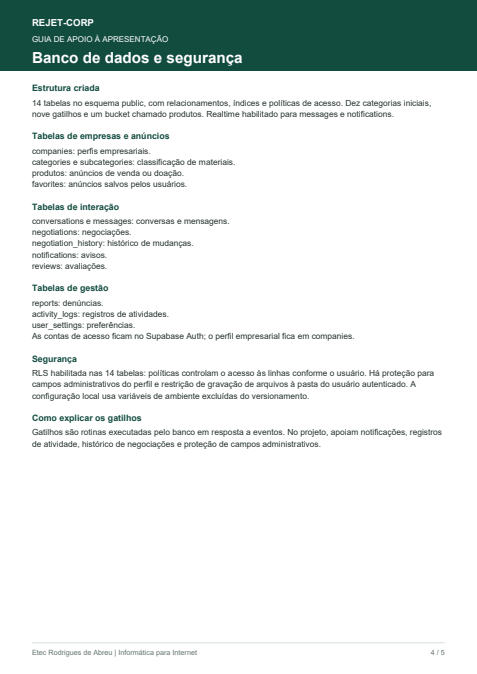 REJET-CORP
GUIA DE APOIO À APRESENTAÇÃO
Banco de dados e segurança
Estrutura criada
14 tabelas no esquema public, com relacionamentos, índices e políticas de acesso. Dez categorias iniciais,
nove gatilhos e um bucket chamado produtos. Realtime habilitado para messages e notifications.
Tabelas de empresas e anúncios
companies: perfis empresariais.
categories e subcategories: classificação de materiais.
produtos: anúncios de venda ou doação.
favorites: anúncios salvos pelos usuários.
Tabelas de interação
conversations e messages: conversas e mensagens.
negotiations: negociações.
negotiation_history: histórico de mudanças.
notifications: avisos.
reviews: avaliações.
Tabelas de gestão
reports: denúncias.
activity_logs: registros de atividades.
user_settings: preferências.
As contas de acesso ficam no Supabase Auth; o perfil empresarial fica em companies.
Segurança
RLS habilitada nas 14 tabelas: políticas controlam o acesso às linhas conforme o usuário. Há proteção para
campos administrativos do perfil e restrição de gravação de arquivos à pasta do usuário autenticado. A
configuração local usa variáveis de ambiente excluídas do versionamento.
Como explicar os gatilhos
Gatilhos são rotinas executadas pelo banco em resposta a eventos. No projeto, apoiam notificações, registros
de atividade, histórico de negociações e proteção de campos administrativos.
Etec Rodrigues de Abreu | Informática para Internet
4 / 5